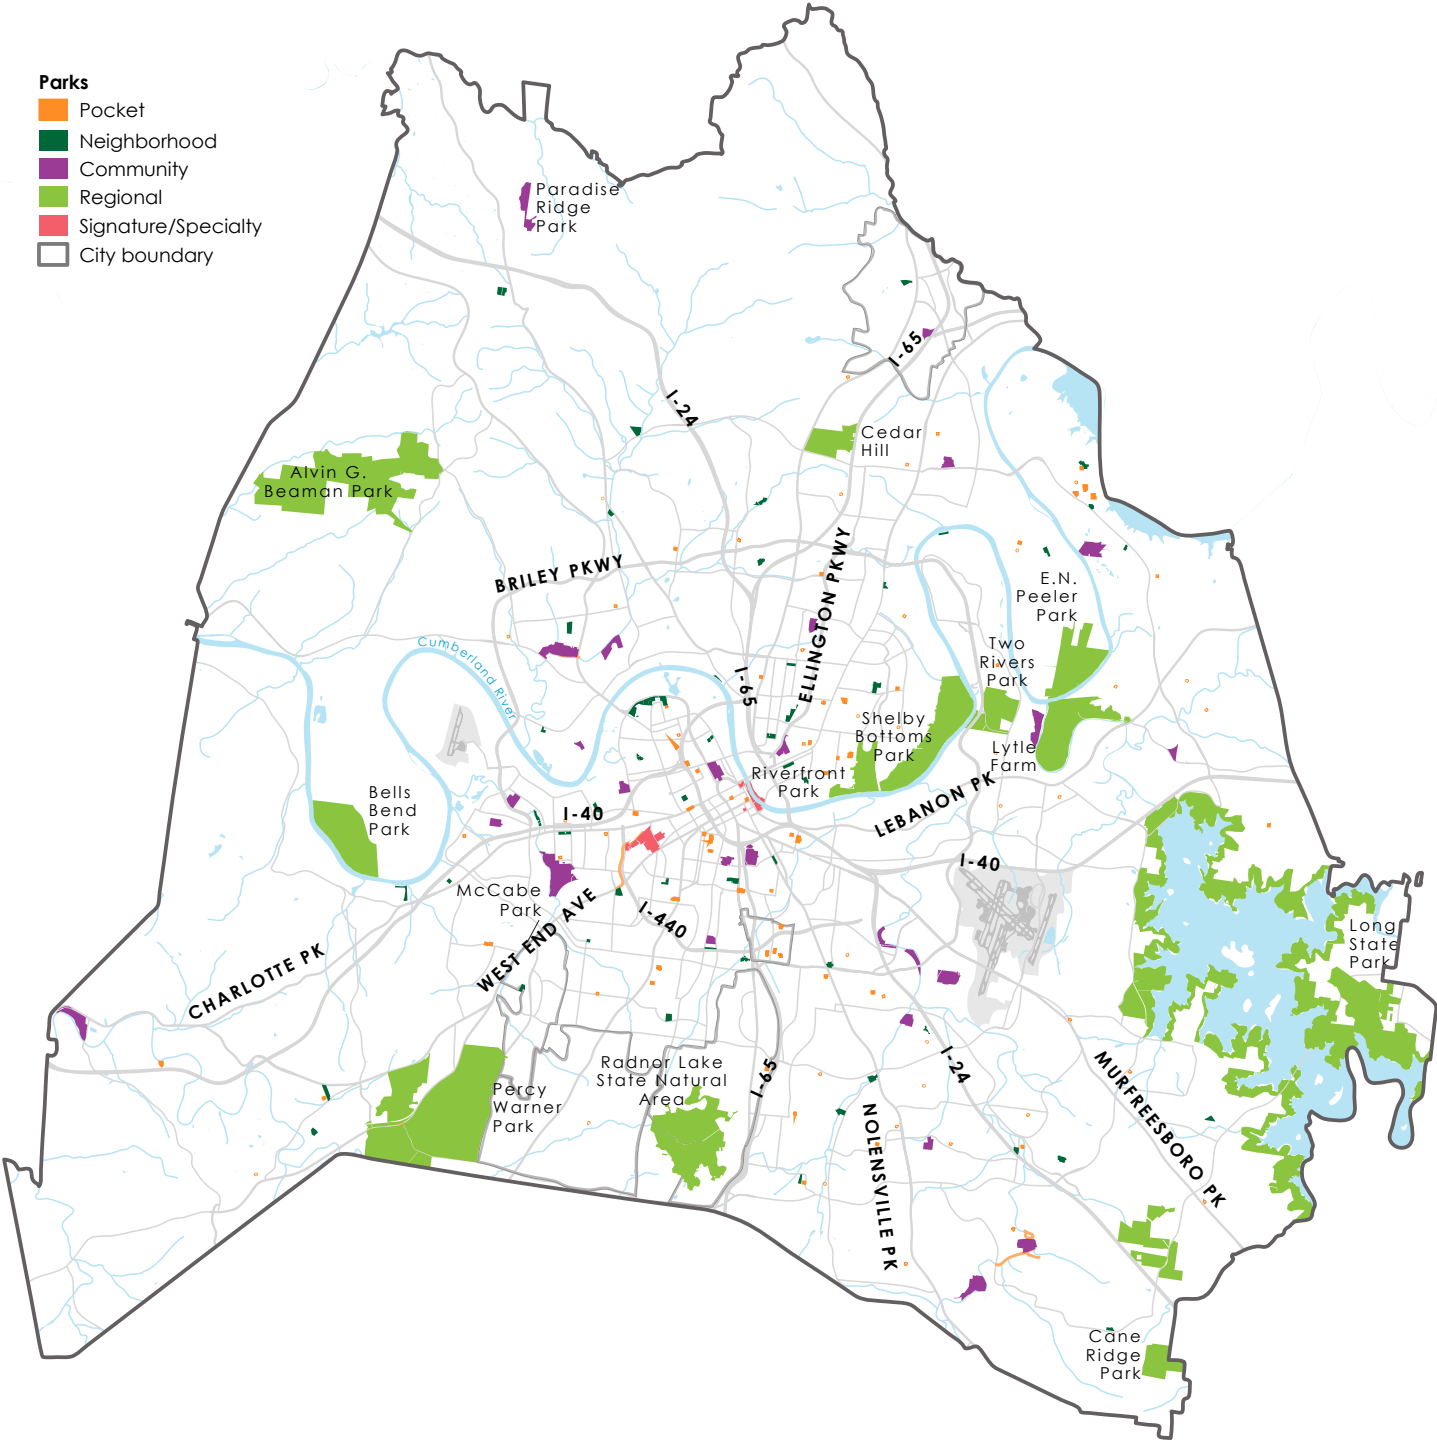 Parks
Pocket
Neighborhood
Community
Regional
Signature/Specialty
City boundary
Paradise
Ridge
Park
I-65
I-24
Cedar
Hill
Alvin G.
Beaman Park
BRILEY PKWY
ELLINGTON PKWY
E.N.
Peeler
Park
Cumberland River
Two
Rivers
Park
I-65
Shelby
Bottoms
Park
Lytle
Farm
Riverfront
Park
LEBANON PK
Bells
Bend
Park
I-40
I-40
McCabe
Park
WEST END AVE
I-440
Long
State
Park
CHARLOTTE PK
Radnor Lake
State Natural
Area
I-65
I-24
MURFREESBORO PK
Percy
Warner
Park
NOLENSVILLE PK
Cane
Ridge
Park